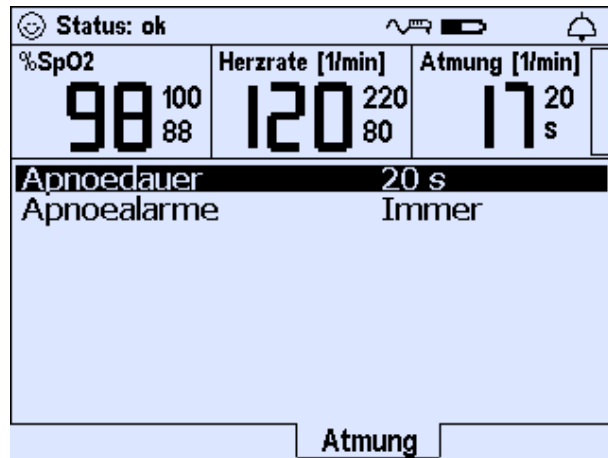 Status: ok
%SpO2 Herzrate [1/min] Atmung [1/min]
98 100 88 120 220 80 17 20 s
Apnoedauer 20 s
Apnoealarme Immer
Atmung